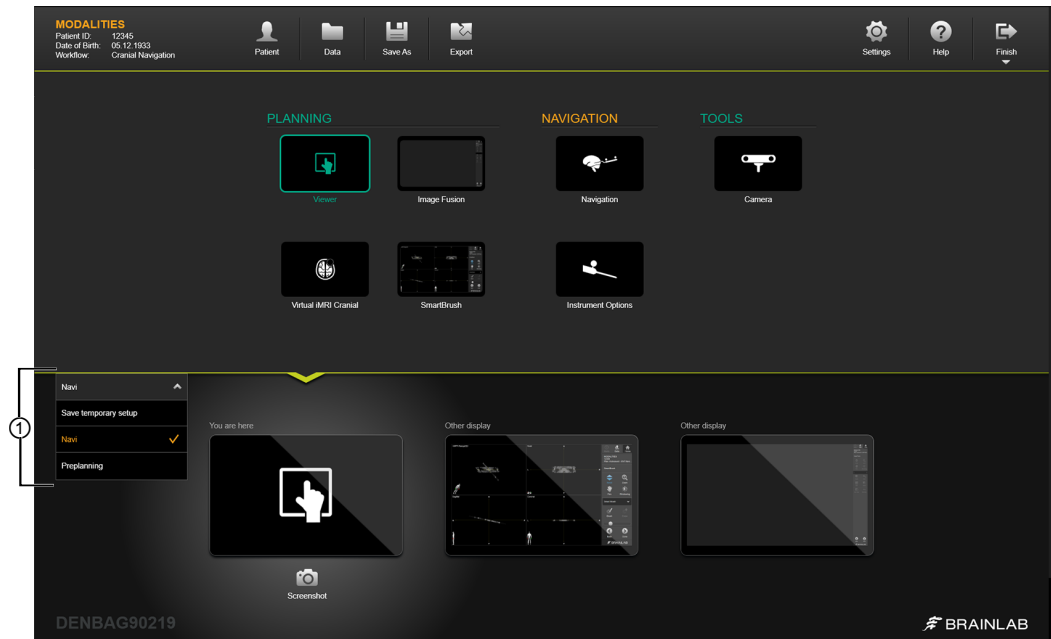 MODALITIES
Patient ID: 12345
Date of Birth: 05.12.1933
Workflow: Cranial Navigation
Patient
Data
Save As
Export
Settings
Help
Finish
PLANNING
NAVIGATION
TOOLS
Viewer
Image Fusion
Navigation
Camera
Virtual iMRI Cranial
SmartBrush
Instrument Options
1
Navi
Save temporary setup
Navi
Preplanning
You are here
Other display
Other display
BRAINLAB
Screenshot
DENBAG90219
BRAINLAB